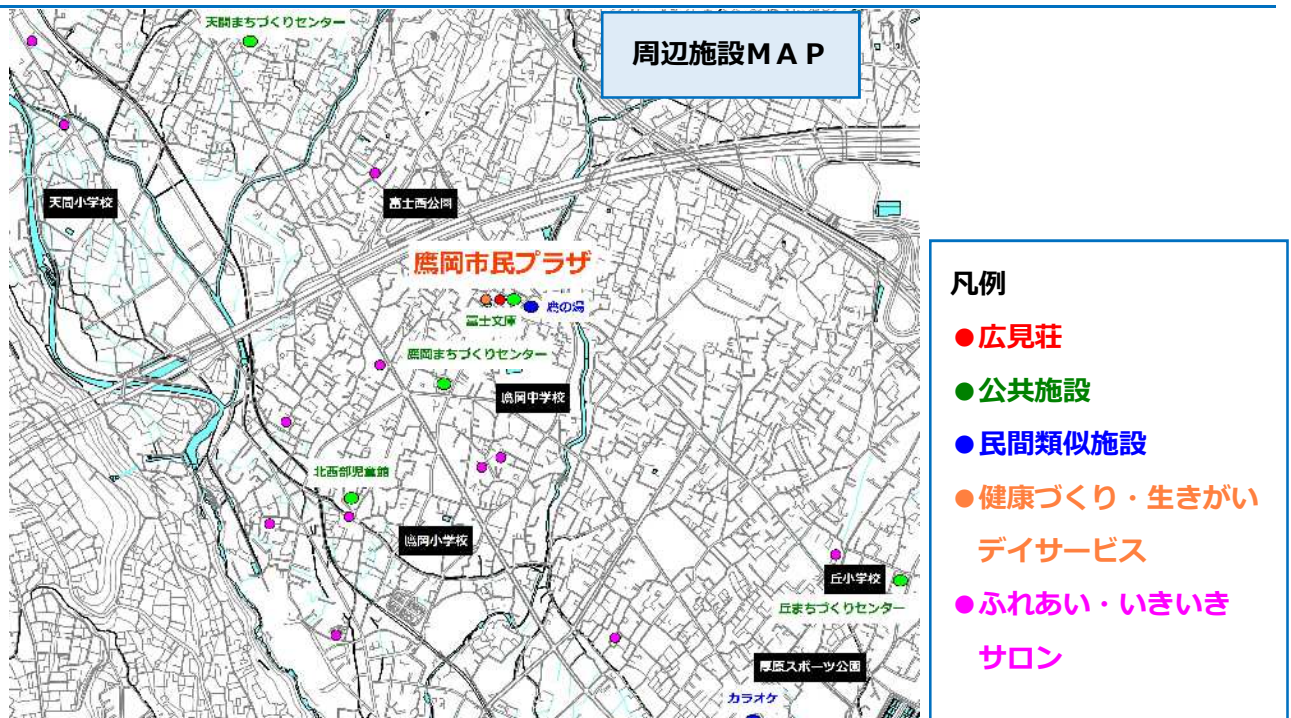 天間まちづくりセンター
周辺施設ＭＡＰ
天間小学校
富士西公園
鷹岡市民プラザ
鷹の湯
富士文庫
鷹岡まちづくりセンター
鷹岡中学校
北西部児童館
鷹岡小学校
丘小学校
丘まちづくりセンター
厚原スポーツ公園
カラオケ
凡例
●広見荘
●公共施設
●民間類似施設
●健康づくり・生きがい
デイサービス
●ふれあい・いきいき
サロン